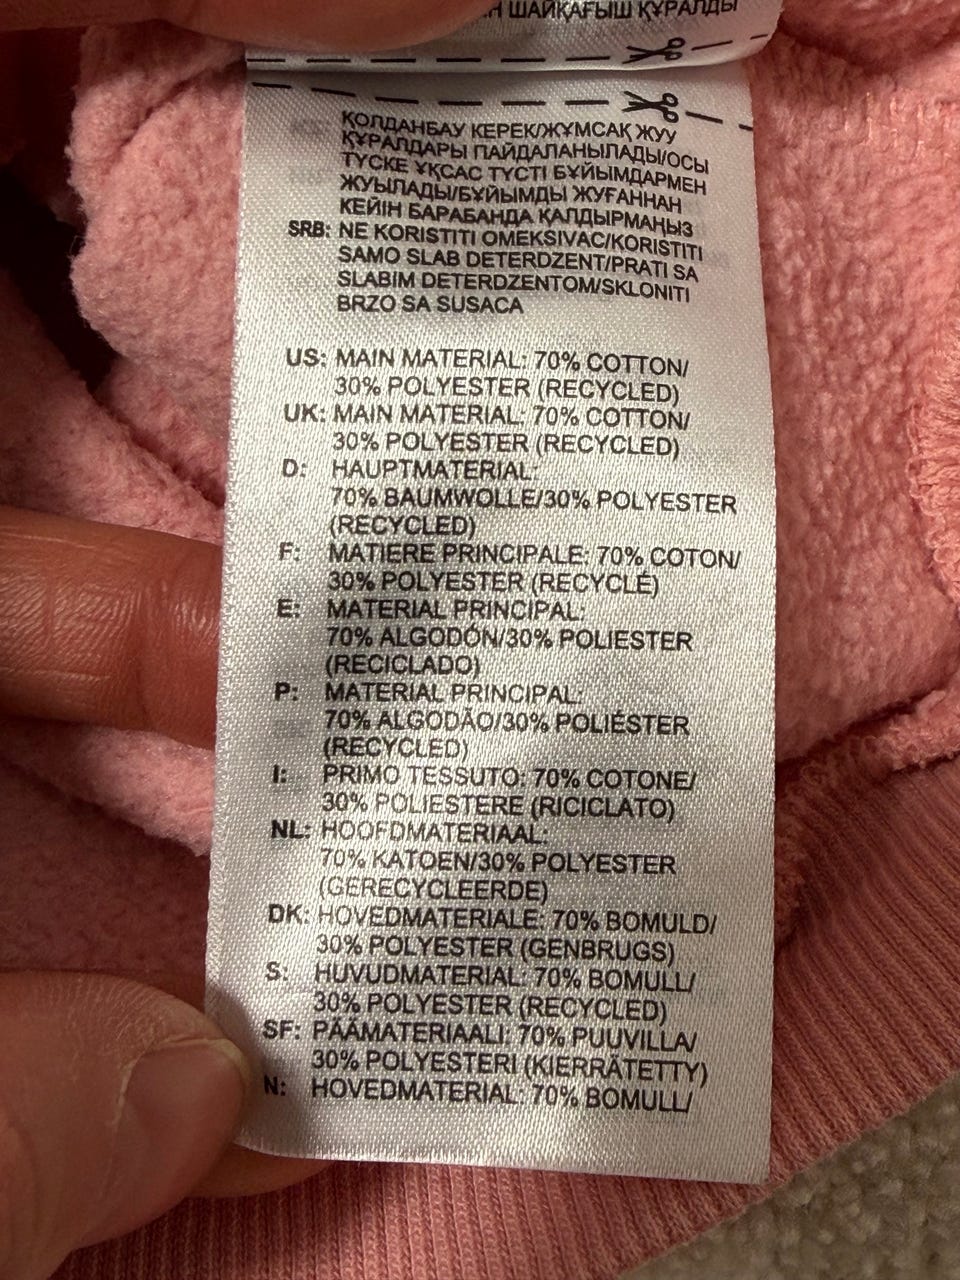 ШАЙҚАҒЫШ ҚҰРАЛДЫ
ҚОЛДАНБАУ КЕРЕК/ЖҰМСАҚ ЖУУ
ҚҰРАЛДАРЫ ПАЙДАЛАНЫЛАДЫ/ОСЫ
ТҮСКЕ ҰҚСАС ТҮСТІ БҰЙЫМДАРМЕН
ЖУЫЛАДЫ/БҰЙЫМДЫ ЖУҒАННАН
КЕЙІН БАРАБАНДА ҚАЛДЫРМАҢЫЗ
SRB: NE KORISTITI OMEKSIVAC/KORISTITI
SAMO SLAB DETERDZENT/PRATI SA
SLABIM DETERDZENTOM/SKLONITI
BRZO SA SUSACA
US: MAIN MATERIAL: 70% COTTON/
30% POLYESTER (RECYCLED)
UK: MAIN MATERIAL: 70% COTTON/
30% POLYESTER (RECYCLED)
D: HAUPTMATERIAL:
70% BAUMWOLLE/30% POLYESTER
(RECYCLED)
F: MATIERE PRINCIPALE: 70% COTON/
30% POLYESTER (RECYCLÉ)
E: MATERIAL PRINCIPAL:
70% ALGODÓN/30% POLIESTER
(RECICLADO)
P: MATERIAL PRINCIPAL:
70% ALGODÃO/30% POLIÉSTER
(RECYCLED)
I: PRIMO TESSUTO: 70% COTONE/
30% POLIESTERE (RICICLATO)
NL: HOOFDMATERIAAL:
70% KATOEN/30% POLYESTER
(GERECYCLEERDE)
DK: HOVEDMATERIALE: 70% BOMULD/
30% POLYESTER (GENBRUGS)
S: HUVUDMATERIAL: 70% BOMULL/
30% POLYESTER (RECYCLED)
SF: PÄÄMATERIAALI: 70% PUUVILLA/
30% POLYESTERI (KIERRÄTETTY)
N: HOVEDMATERIAL: 70% BOMULL/